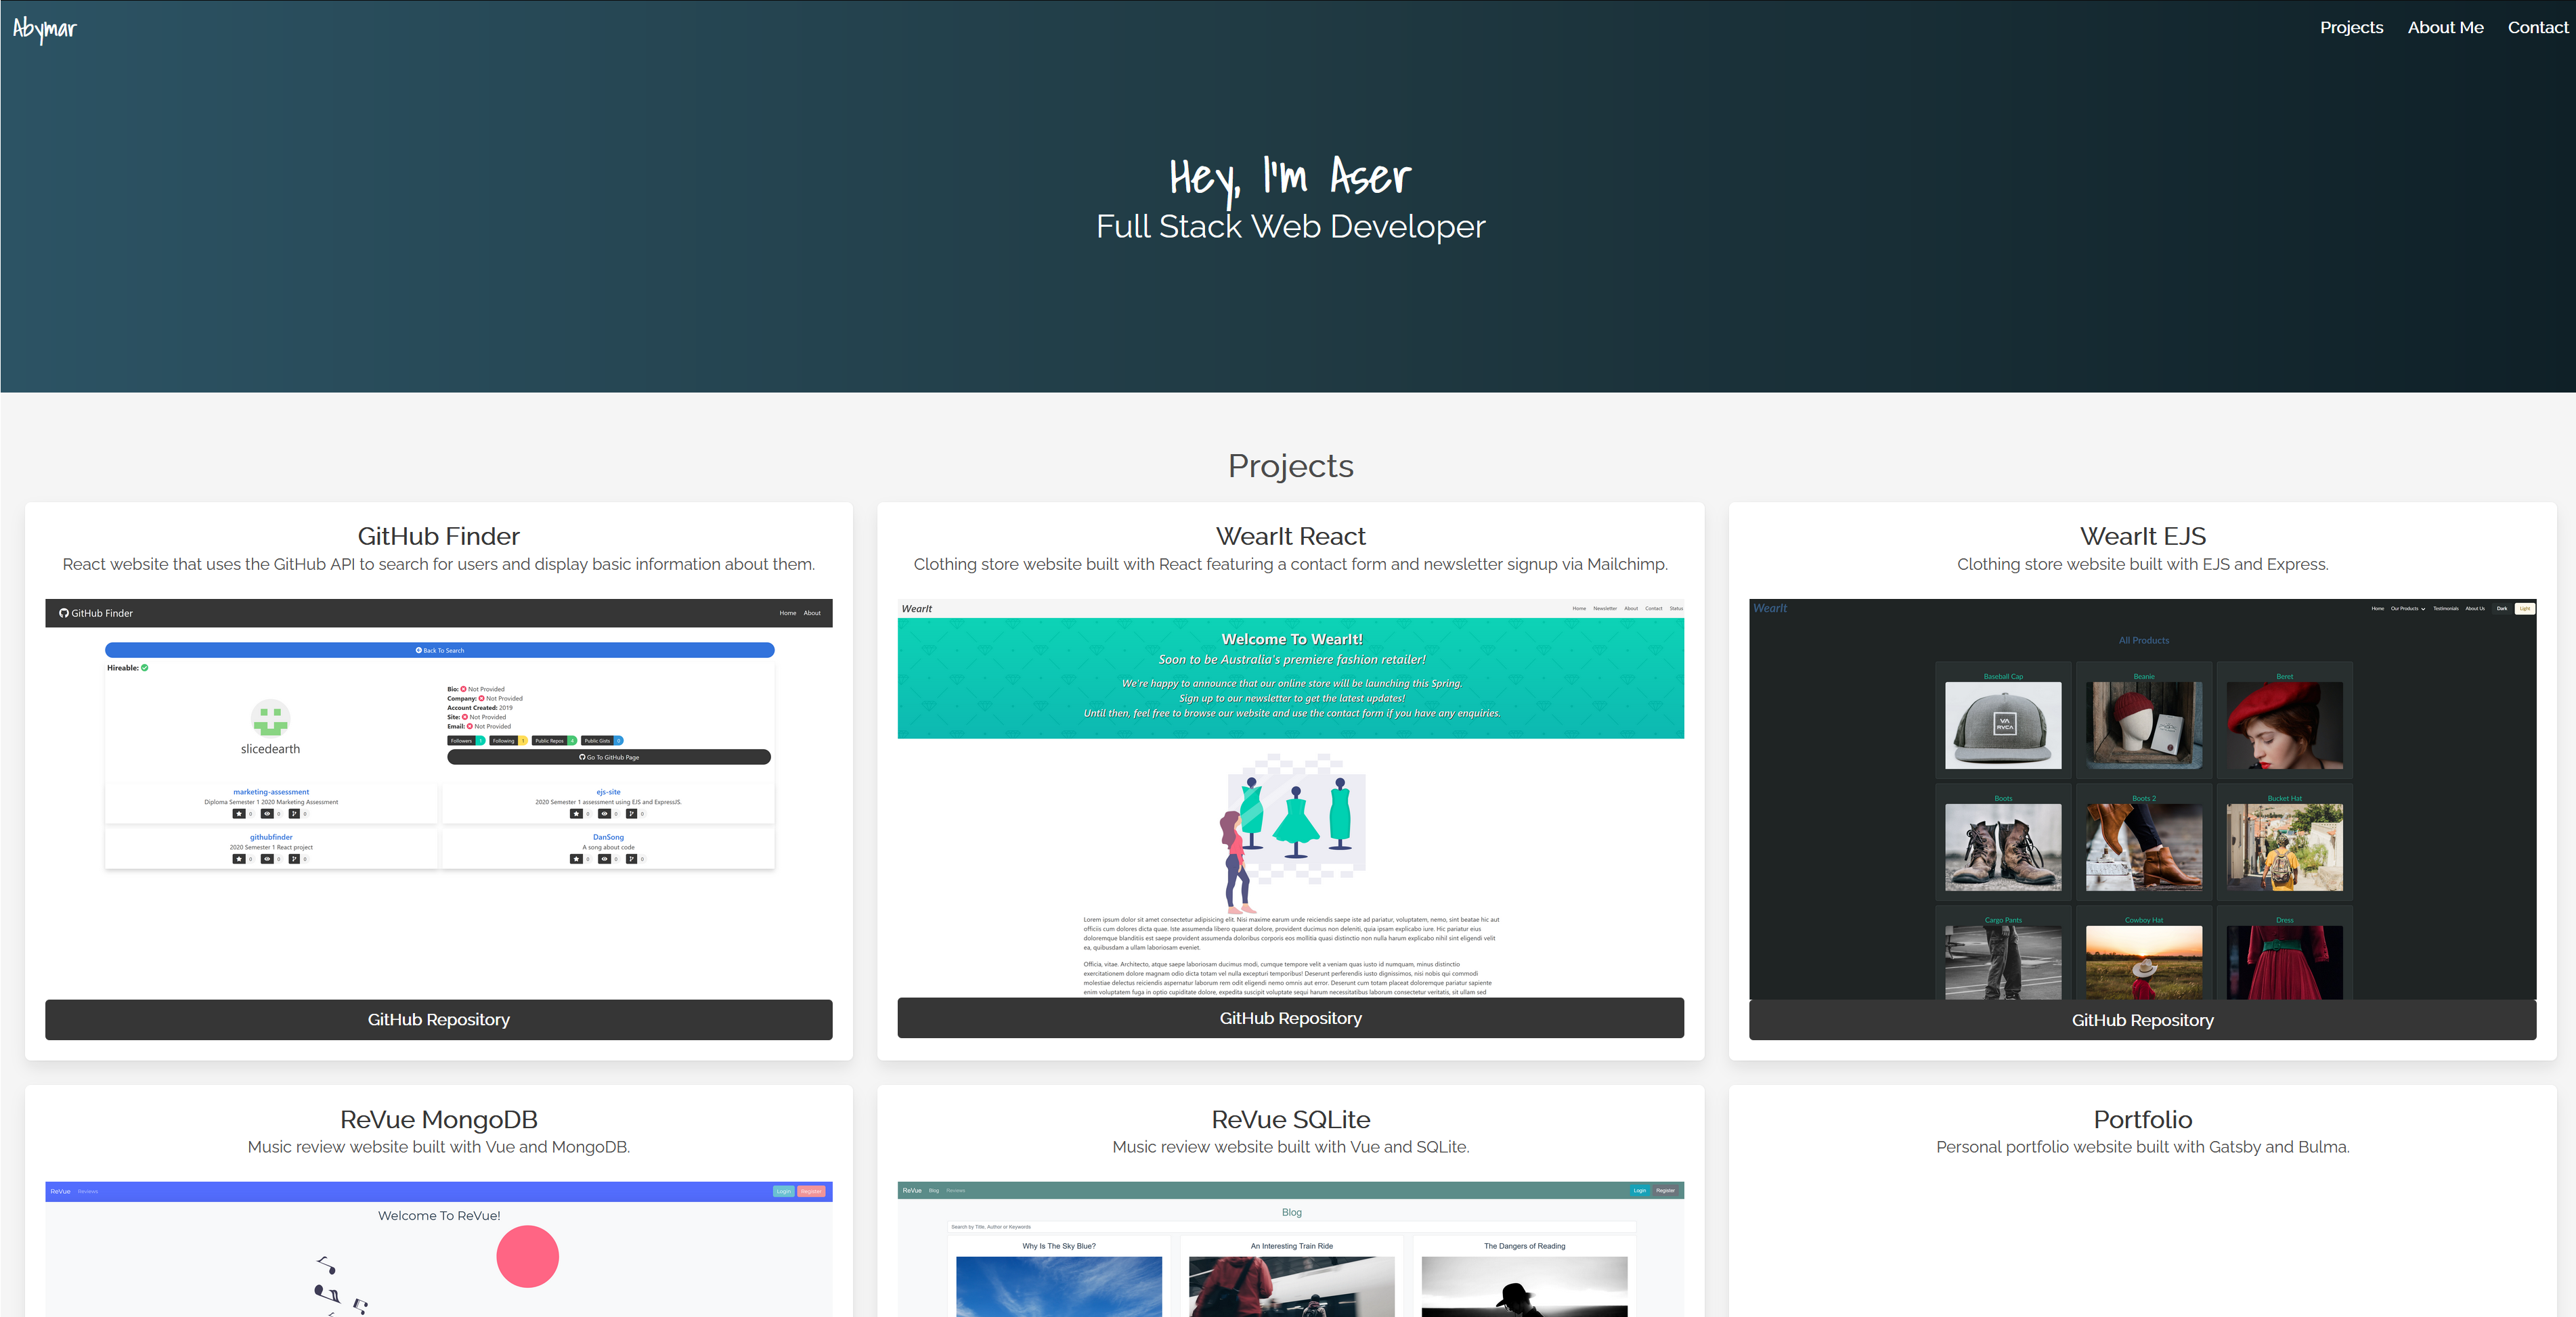 Abymar
Projects About Me Contact
Hey, I'm Aser
Full Stack Web Developer
Projects
GitHub Finder
React website that uses the GitHub API to search for users and display basic information about them.
GitHub Finder
Home About
Back To Search
Hireable:
slicedearth
Bio: Not Provided
Company: Not Provided
Account Created: 2019
Site: Not Provided
Email: Not Provided
Followers 1 Following 1 Public Repos 4 Public Gists 0
Go To GitHub Page
marketing-assessment
Diploma Semester 1 2020 Marketing Assessment
0 0 0
ejs-site
2020 Semester 1 assessment using EJS and ExpressJS.
0 0 0
githubfinder
2020 Semester 1 React project
0 0 0
DanSong
A song about code
0 0 0
GitHub Repository
WearIt React
Clothing store website built with React featuring a contact form and newsletter signup via Mailchimp.
WearIt
Home Newsletter About Contact Status
Welcome To WearIt!
Soon to be Australia's premiere fashion retailer!
We're happy to announce that our online store will be launching this Spring.
Sign up to our newsletter to get the latest updates!
Until then, feel free to browse our website and use the contact form if you have any enquiries.
Lorem ipsum dolor sit amet consectetur adipisicing elit. Nisi maxime earum unde reiciendis saepe iste ad pariatur, voluptatem, nemo, sint beatae hic aut
officiis cum dolores dicta quae. Iste assumenda libero quaerat dolore, provident ducimus non deleniti, quia ipsam explicabo iure. Hic pariatur eius
doloremque blanditiis est saepe provident assumenda doloribus corporis eos mollitia quasi distinctio non nulla harum explicabo nihil sint eligendi velit
ea, quibusdam a ullam laboriosam eveniet.
Officia, vitae. Architecto, atque saepe laboriosam ducimus modi, cumque tempore velit a veniam quas iusto id numquam, minus distinctio
exercitationem dolore magnam odio dicta totam vel nulla excepturi temporibus! Deserunt perferendis iusto dignissimos, nisi nobis qui commodi
molestiae delectus reiciendis aspernatur laborum rem odit eligendi nemo omnis aut error. Deserunt cum totam placeat doloremque pariatur sapiente
enim voluptatem fuga in optio cupiditate dolore, expedita suscipit voluptate sequi harum necessitatibus laborum consectetur veritatis, sit ullam sed
GitHub Repository
WearIt EJS
Clothing store website built with EJS and Express.
WearIt
Home Our Products Testimonials About Us Dark Light
All Products
Baseball Cap Beanie Beret
VA
RVCA
Boots Boots 2 Bucket Hat
Cargo Pants Cowboy Hat Dress
GitHub Repository
ReVue MongoDB
Music review website built with Vue and MongoDB.
ReVue Reviews
Login Register
Welcome To ReVue!
ReVue SQLite
Music review website built with Vue and SQLite.
ReVue Blog Reviews
Login Register
Blog
Search by Title, Author or Keywords
Why Is The Sky Blue? An Interesting Train Ride The Dangers of Reading
Portfolio
Personal portfolio website built with Gatsby and Bulma.